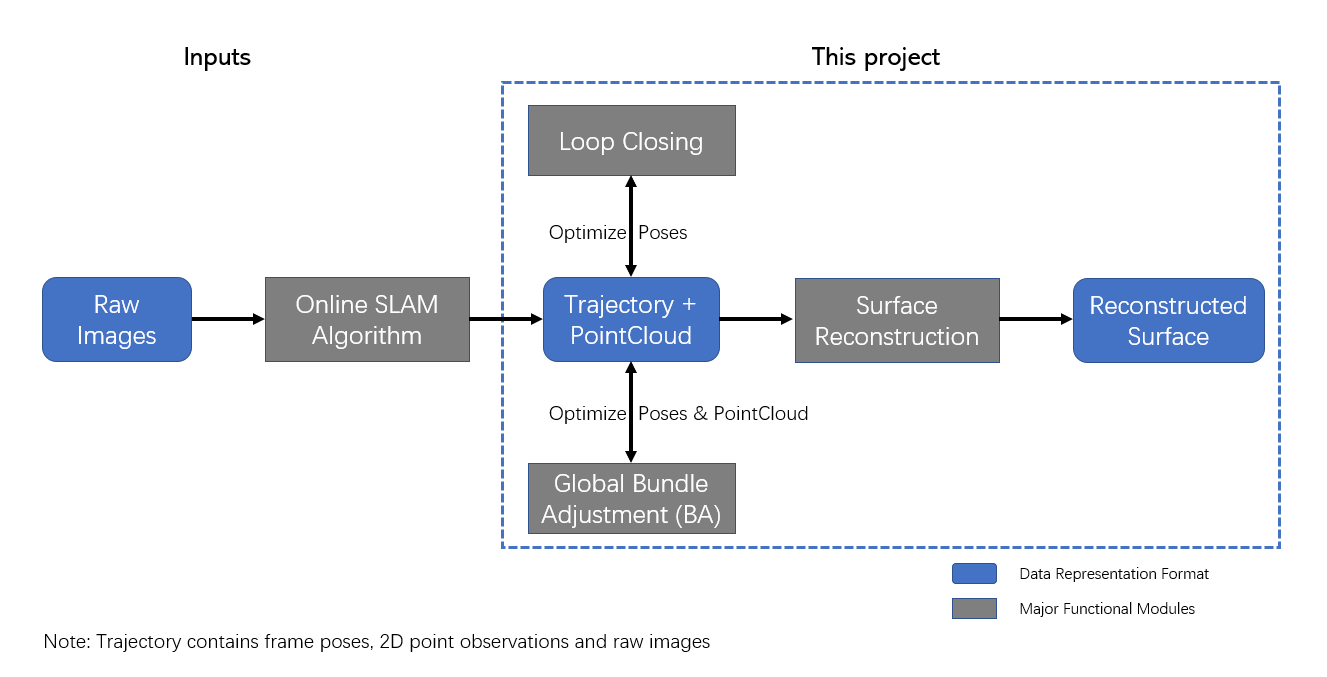 Inputs
This project
Loop Closing
Optimize Poses
Raw
Images
Online SLAM
Algorithm
Trajectory +
PointCloud
Surface
Reconstruction
Reconstructed
Surface
Optimize Poses & PointCloud
Global Bundle
Adjustment (BA)
Data Representation Format
Major Functional Modules
Note: Trajectory contains frame poses, 2D point observations and raw images